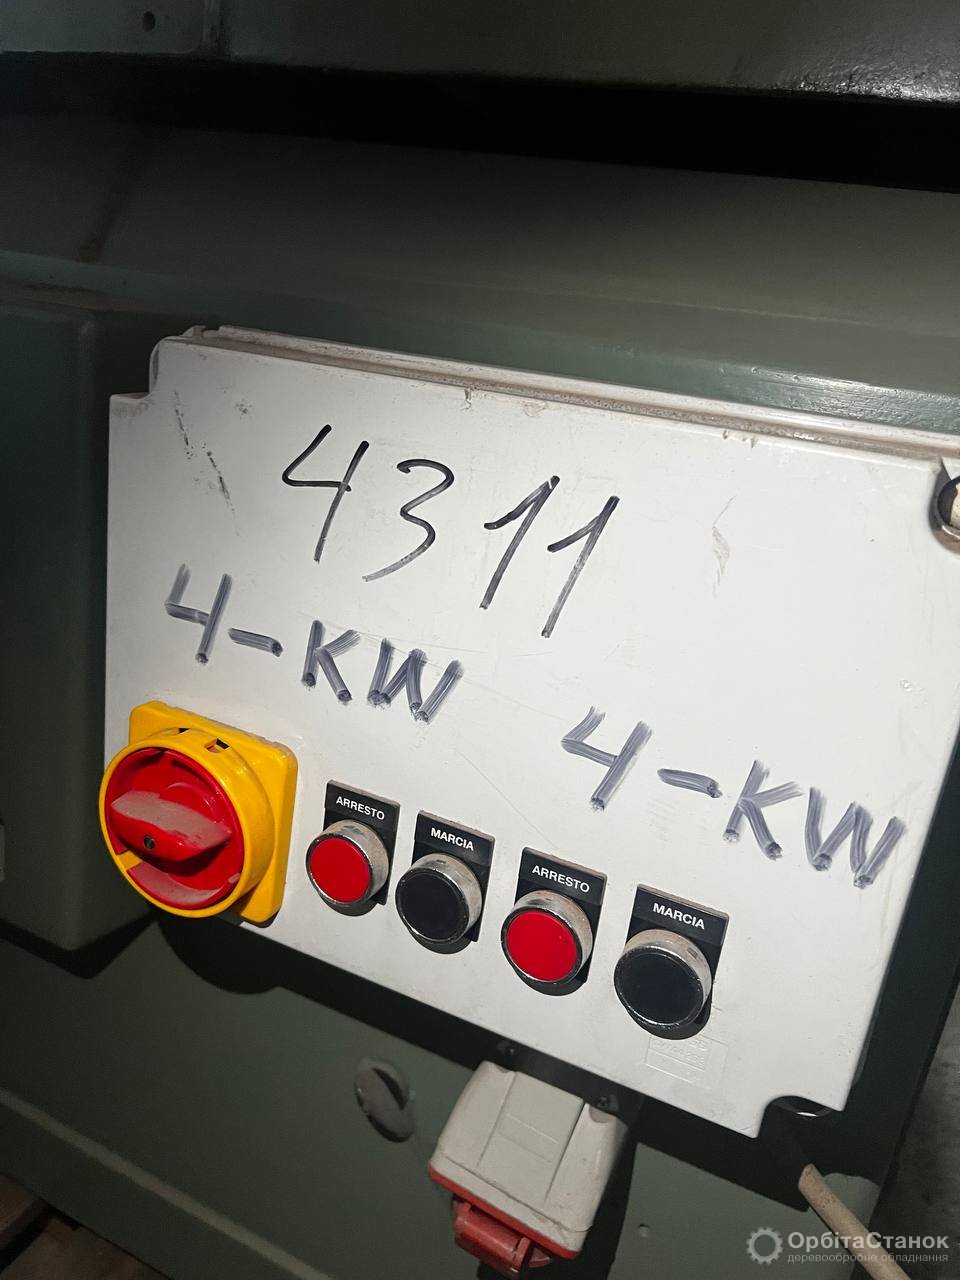 4311
4-KW
4-KW
ARRESTO
MARCIA
ARRESTO
MARCIA
ОрбітаСтанок
деревообробне обладнання